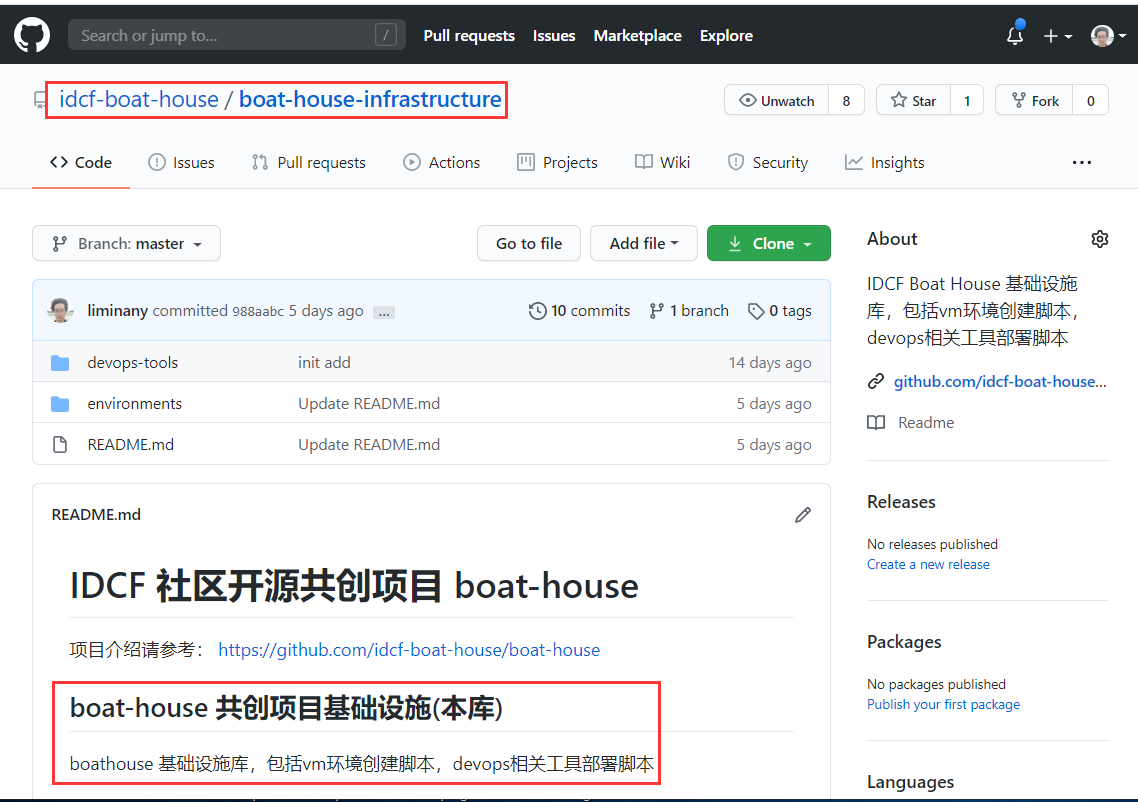 Search or jump to... /
Pull requests Issues Marketplace Explore
idcf-boat-house / boat-house-infrastructure
Unwatch 8 Star 1 Fork 0
Code Issues Pull requests Actions Projects Wiki Security Insights ...
Branch: master Go to file Add file Clone
liminany committed 988aabc 5 days ago ... 10 commits 1 branch 0 tags
devops-tools init add 14 days ago
environments Update README.md 5 days ago
README.md Update README.md 5 days ago
README.md
IDCF 社区开源共创项目 boat-house
项目介绍请参考： https://github.com/idcf-boat-house/boat-house
boat-house 共创项目基础设施(本库)
boathouse 基础设施库，包括vm环境创建脚本，devops相关工具部署脚本
About
IDCF Boat House 基础设施
库，包括vm环境创建脚本，
devops相关工具部署脚本
github.com/idcf-boat-house...
Readme
Releases
No releases published
Create a new release
Packages
No packages published
Publish your first package
Languages